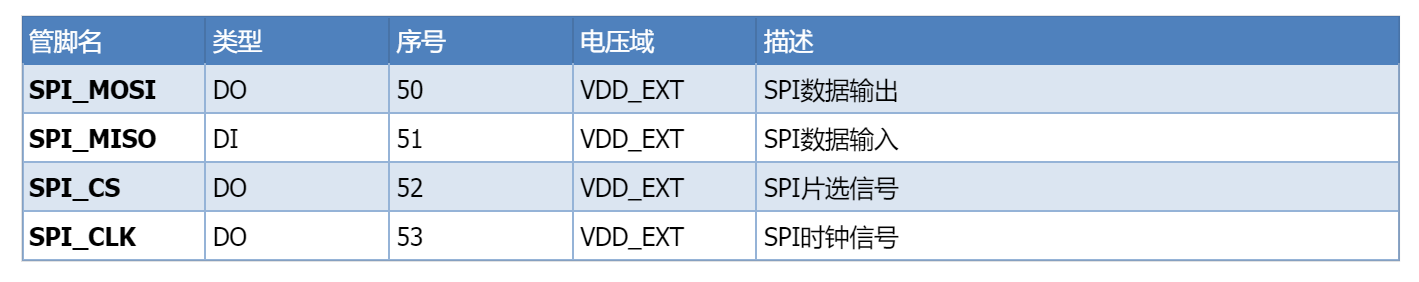 管脚名 类型 序号 电压域 描述
SPI_MOSI DO 50 VDD_EXT SPI数据输出
SPI_MISO DI 51 VDD_EXT SPI数据输入
SPI_CS DO 52 VDD_EXT SPI片选信号
SPI_CLK DO 53 VDD_EXT SPI时钟信号